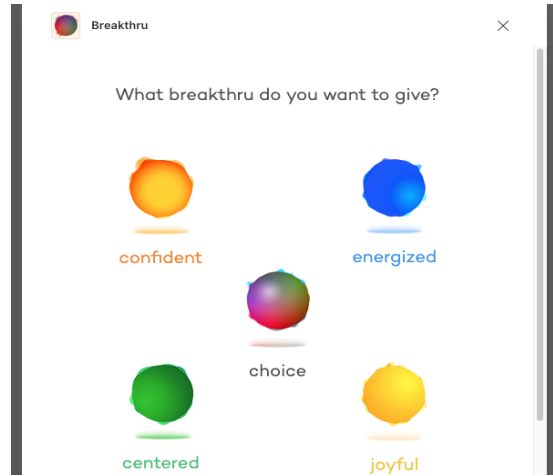 Breakthru
What breakthru do you want to give?
confident
energized
choice
centered
joyful